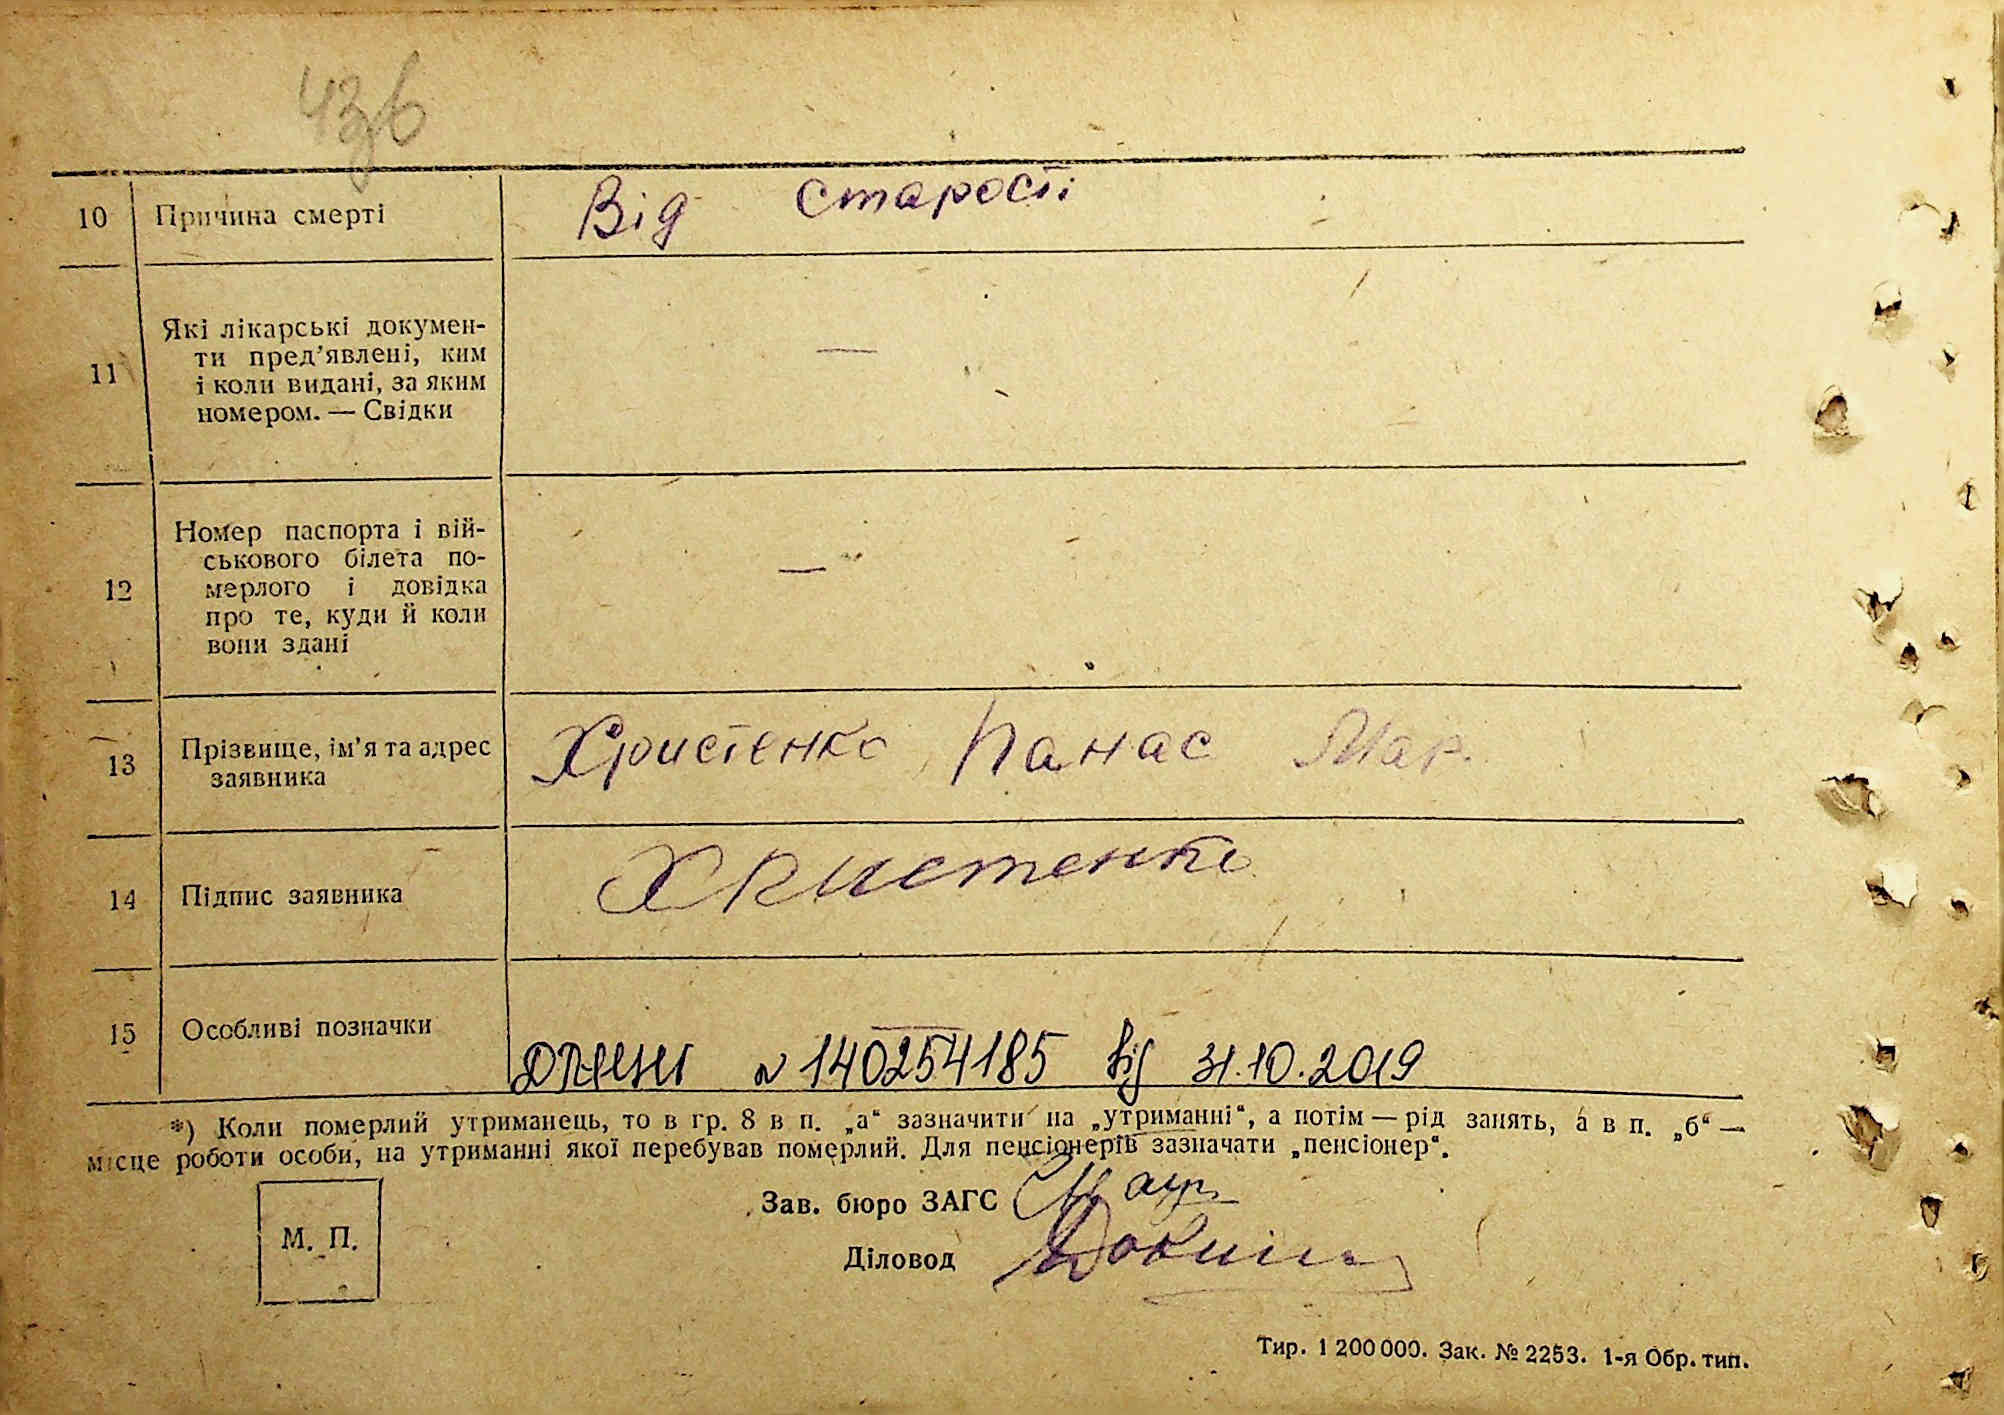 43в
10 Причина смерті Від старості
11 Які лікарські докумен-
ти пред’явлені, ким
і коли видані, за яким
номером. — Свідки —
12 Номер паспорта і вій-
ськового білета по-
мерлого і довідка
про те, куди й коли
вони здані —
13 Прізвище, ім’я та адрес
заявника Христенко Панас Мар.
14 Підпис заявника Христенко
15 Особливі позначки
N 140254185 від 31.10.2019
*) Коли померлий утриманець, то в гр. 8 в п. „а“ зазначити на „утриманні“, а потім — рід занять, а в п. „б“ —
місце роботи особи, на утриманні якої перебував померлий. Для пенсіонерів зазначати „пенсіонер“.
Зав. бюро ЗАГС
М. П.
Діловод
Тир. 1 200 000. Зак. № 2253. 1-я Обр. тип.